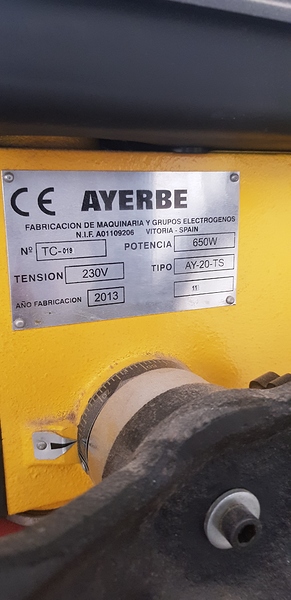 CE AYERBE
FABRICACION DE MAQUINARIA Y GRUPOS ELECTROGENOS
N.I.F. A01109206 VITORIA - SPAIN
Nº TC-019 POTENCIA 650W
TENSION 230V TIPO AY-20-TS
AÑO FABRICACION 2013 11